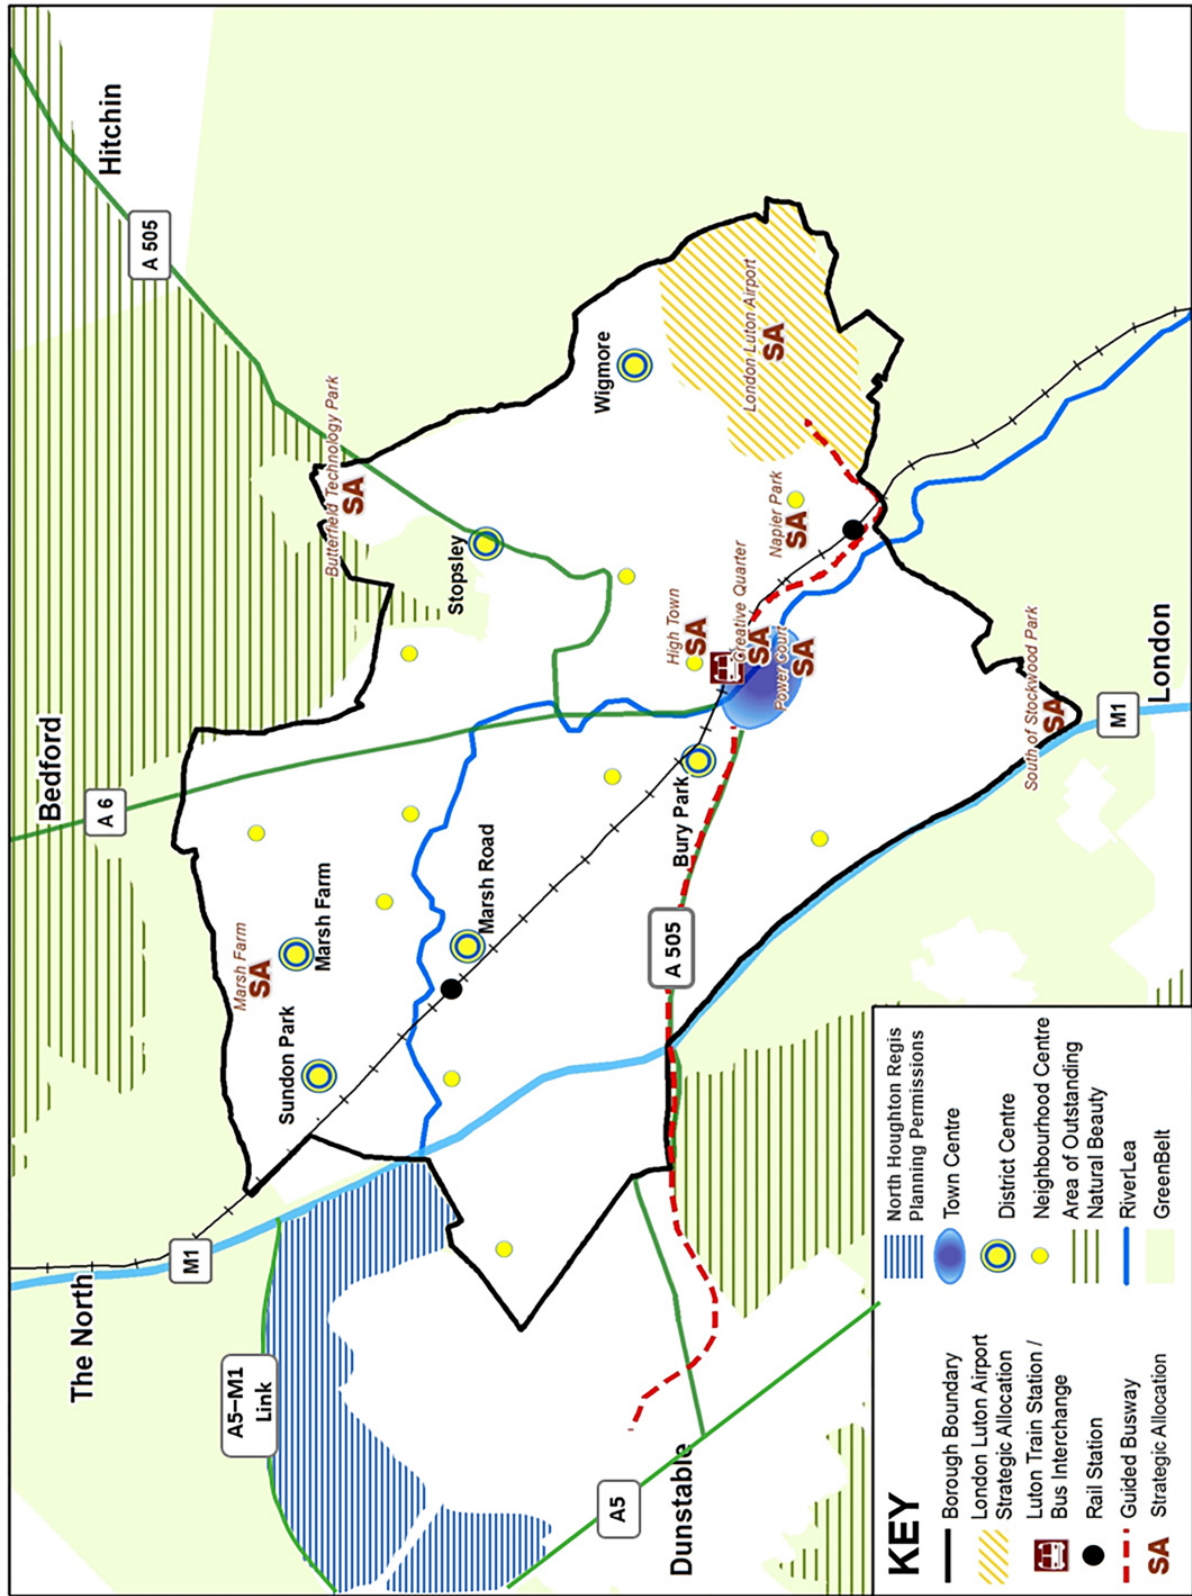 The North
M1
A5–M1
Link
Bedford
A 6
Hitchin
A 505
Marsh Farm
SA
Marsh Farm
Sundon Park
Marsh Road
Butterfield Technology Park
SA
Stopsley
Wigmore
London Luton Airport
SA
Napier Park
SA
High Town
SA
Creative Quarter
SA
Power Court
SA
Bury Park
A 505
Dunstable
A5
South of Stockwood Park
SA
M1
London
KEY
Borough Boundary
London Luton Airport
Strategic Allocation
Luton Train Station /
Bus Interchange
Rail Station
Guided Busway
SA
Strategic Allocation
North Houghton Regis
Planning Permissions
Town Centre
District Centre
Neighbourhood Centre
Area of Outstanding
Natural Beauty
RiverLea
GreenBelt